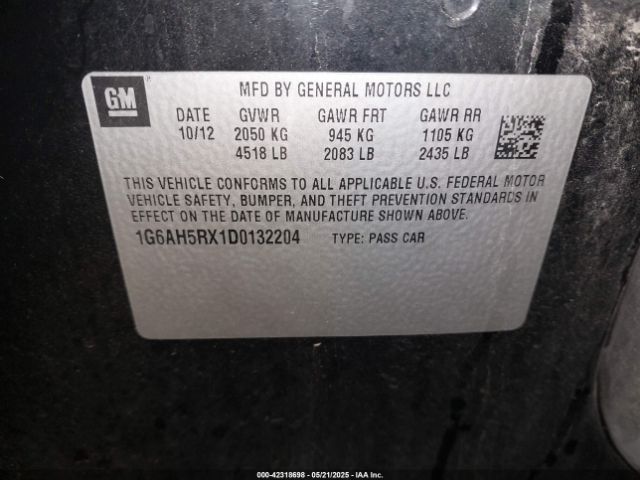 GM
MFD BY GENERAL MOTORS LLC
DATE GVWR GAWR FRT GAWR RR
10/12 2050 KG 945 KG 1105 KG
4518 LB 2083 LB 2435 LB
THIS VEHICLE CONFORMS TO ALL APPLICABLE U.S. FEDERAL MOTOR
VEHICLE SAFETY, BUMPER, AND THEFT PREVENTION STANDARDS IN
EFFECT ON THE DATE OF MANUFACTURE SHOWN ABOVE.
1G6AH5RX1D0132204 TYPE: PASS CAR
000-42318698 - 05/21/2025 - IAA Inc.